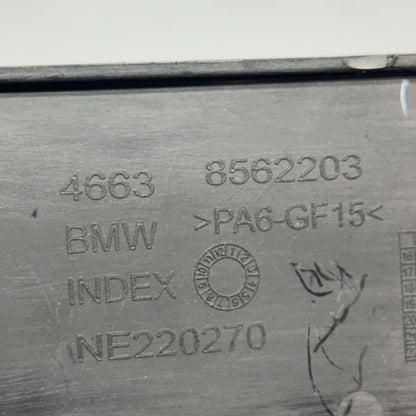 4663 8562203
BMW >PA6-GF15<
INDEX
NE220270